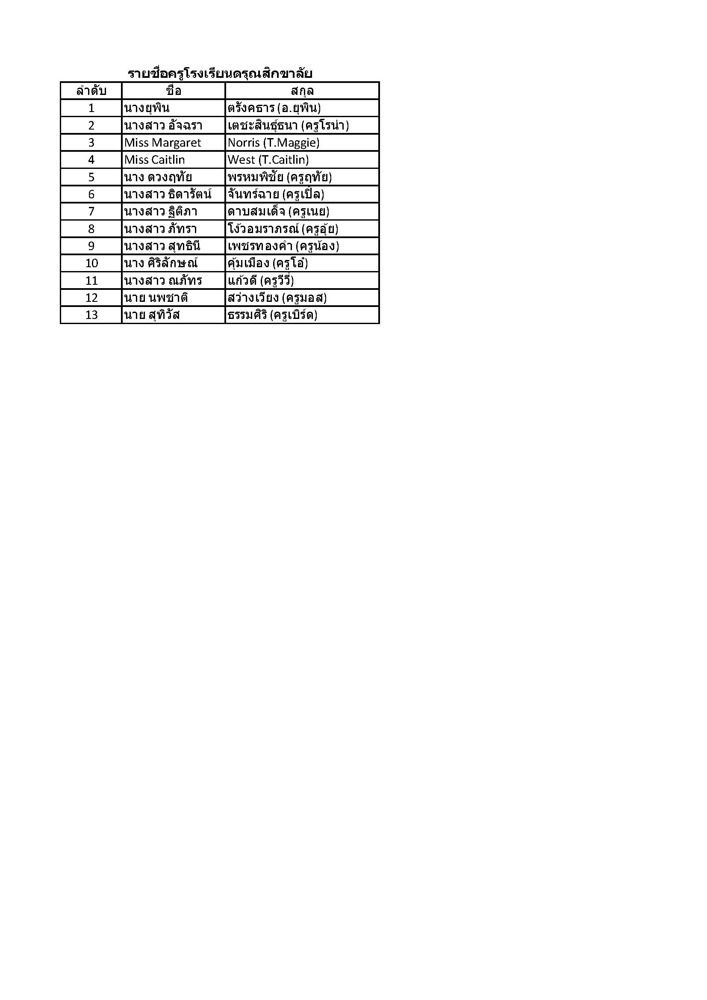 รายชื่อครูโรงเรียนดรุณสิกขาลัย
ลำดับ ชื่อ สกุล
1 นางยุพิน ตรังคธาร (อ.ยุพิน)
2 นางสาว อัจฉรา เตชะสินธุ์ธนา (ครูโรน่า)
3 Miss Margaret Norris (T.Maggie)
4 Miss Caitlin West (T.Caitlin)
5 นาง ดวงฤทัย พรหมพิชัย (ครูฤทัย)
6 นางสาว ธิดารัตน์ จันทร์ฉาย (ครูเปิ้ล)
7 นางสาว ฐิติภา ดาบสมเด็จ (ครูเนย)
8 นางสาว ภัทรา โง้วอมราภรณ์ (ครูอุ้ย)
9 นางสาว สุทธินี เพชรทองคำ (ครูน้อง)
10 นาง ศิริลักษณ์ คุ้มเมือง (ครูโอ๋)
11 นางสาว ณภัทร แก้วดี (ครูวีวี่)
12 นาย นพชาติ สว่างเวียง (ครูมอส)
13 นาย สุทิวัส ธรรมศิริ (ครูเบิร์ด)